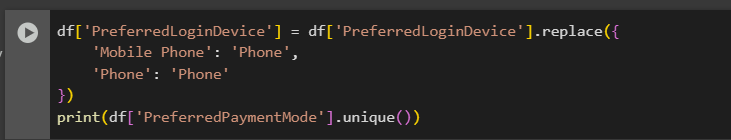 df['PreferredLoginDevice'] = df['PreferredLoginDevice'].replace({
    'Mobile Phone': 'Phone',
    'Phone': 'Phone'
})
print(df['PreferredPaymentMode'].unique())